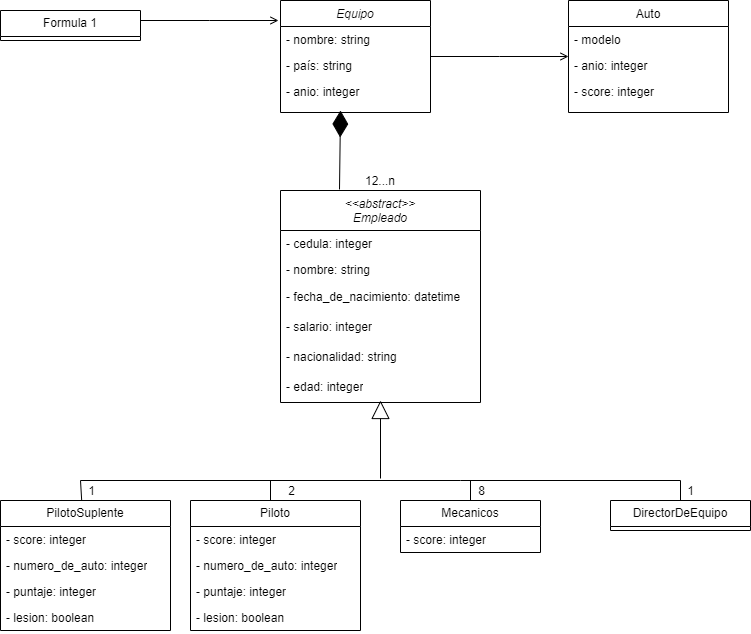 Formula 1
Equipo
- nombre: string
- país: string
- anio: integer
Auto
- modelo
- anio: integer
- score: integer
12...n
<<abstract>>
Empleado
- cedula: integer
- nombre: string
- fecha_de_nacimiento: datetime
- salario: integer
- nacionalidad: string
- edad: integer
1
2
8
1
PilotoSuplente
- score: integer
- numero_de_auto: integer
- puntaje: integer
- lesion: boolean
Piloto
- score: integer
- numero_de_auto: integer
- puntaje: integer
- lesion: boolean
Mecanicos
- score: integer
DirectorDeEquipo